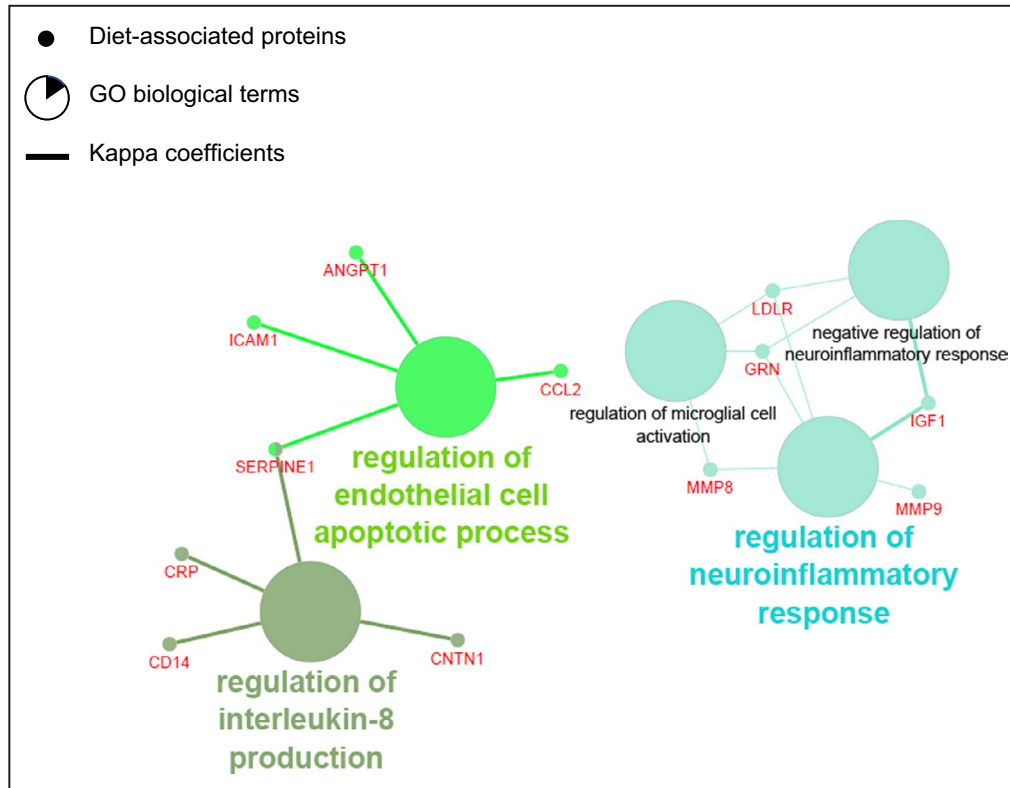 Diet-associated proteins
GO biological terms
Kappa coefficients
ANGPT1
ICAM1
CCL2
SERPINE1
regulation of
endothelial cell
apoptotic process
CRP
CD14
CNTN1
regulation of
interleukin-8
production
LDLR
negative regulation of
neuroinflammatory response
GRN
regulation of microglial cell
activation
IGF1
MMP8
MMP9
regulation of
neuroinflammatory
response